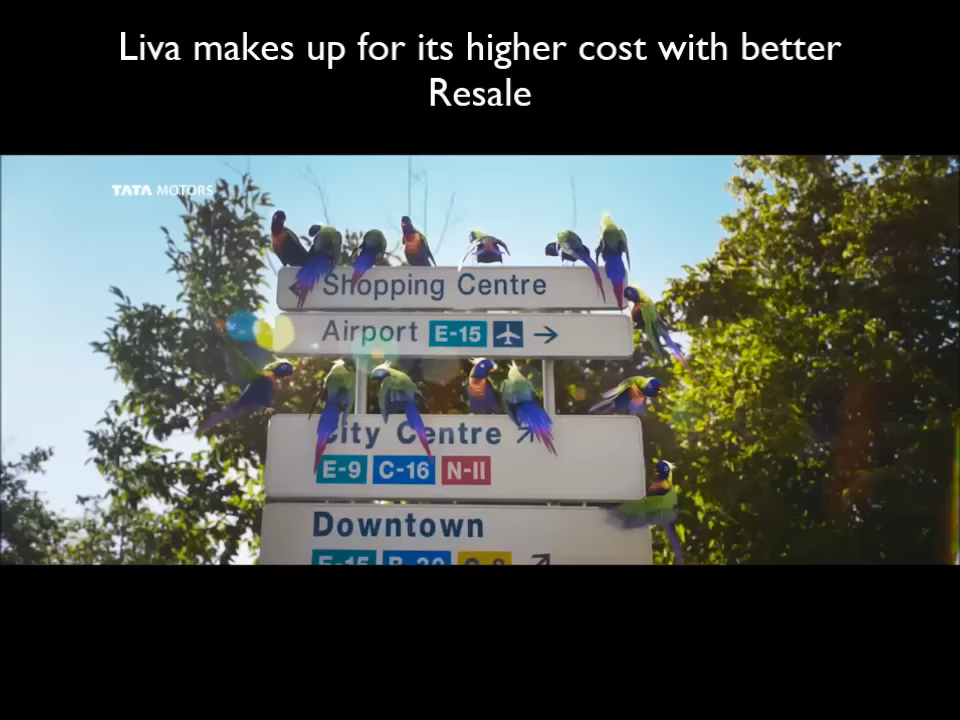 Liva makes up for its higher cost with better
Resale
TATA MOTORS
Shopping Centre
Airport E-15
City Centre
E-9 C-16 N-II
Downtown
E-15